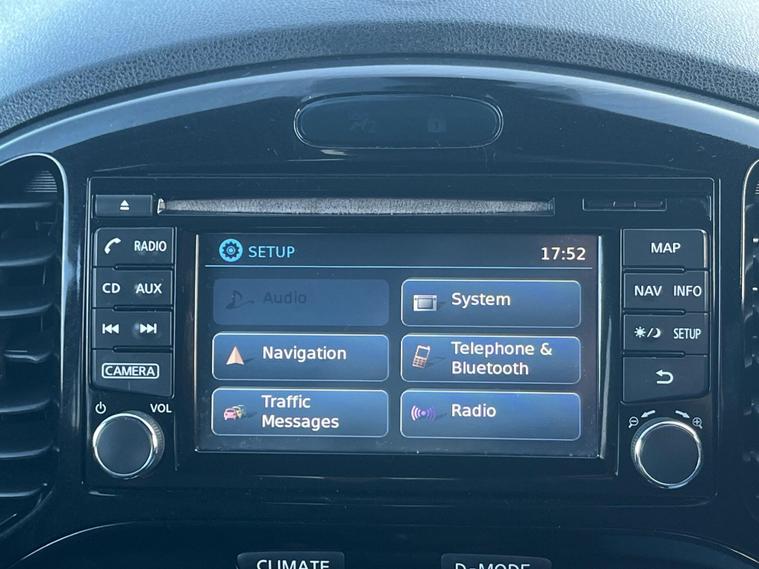 SETUP 17:52
Audio
System
Navigation
Telephone &
Bluetooth
Traffic
Messages
Radio
RADIO
CD AUX
CAMERA
VOL
MAP
NAV INFO
SETUP
CLIMATE
D-MODE